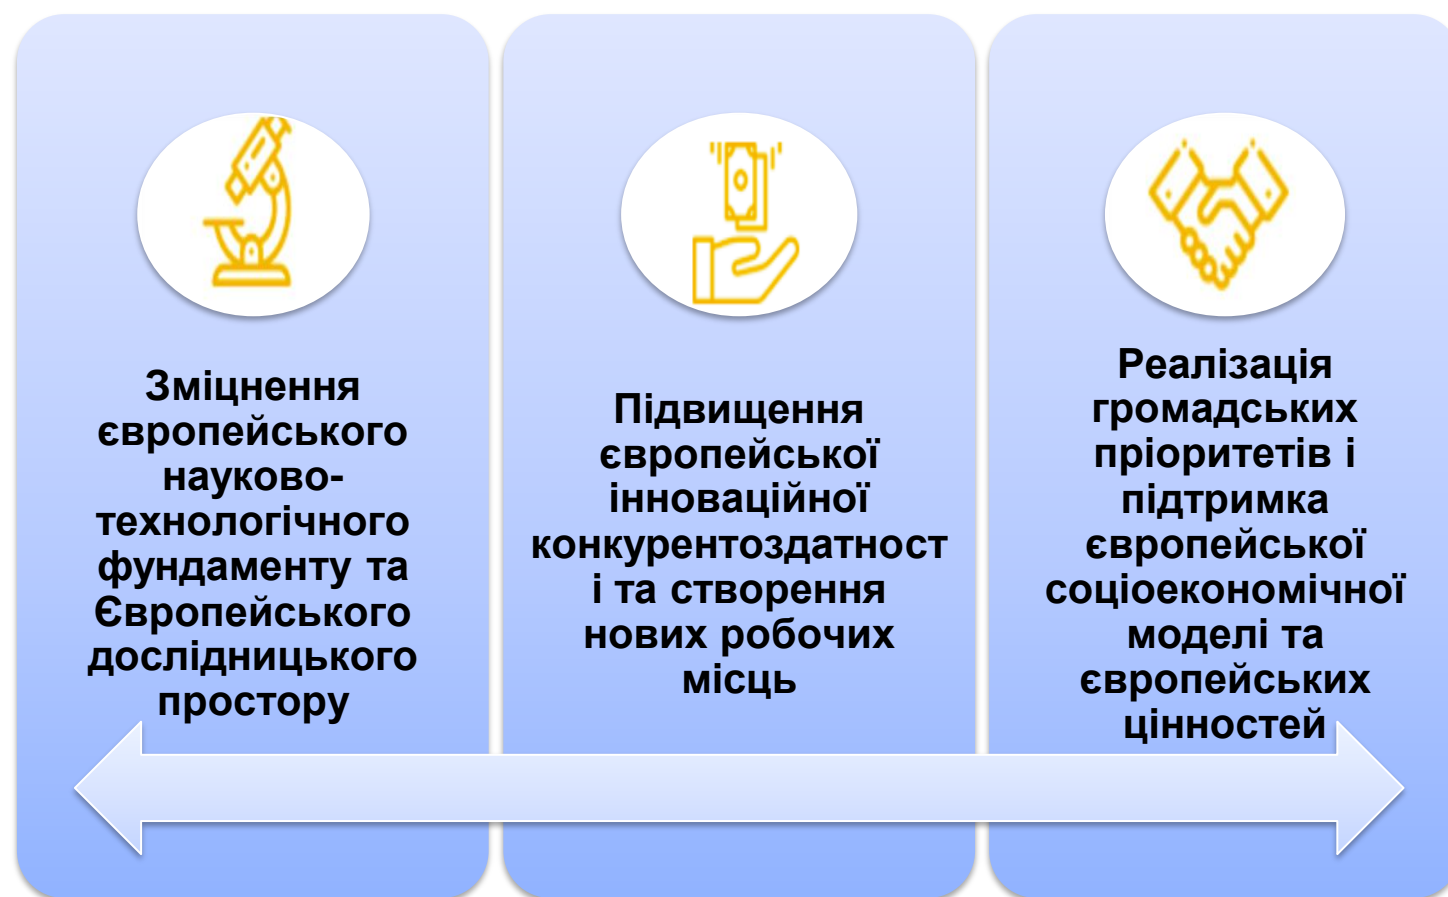 Зміцнення
європейського
науково-
технологічного
фундаменту та
Європейського
дослідницького
простору
Підвищення
європейської
інноваційної
конкурентоздатност
і та створення
нових робочих
місць
Реалізація
громадських
пріоритетів і
підтримка
європейської
соціоекономічної
моделі та
європейських
цінностей